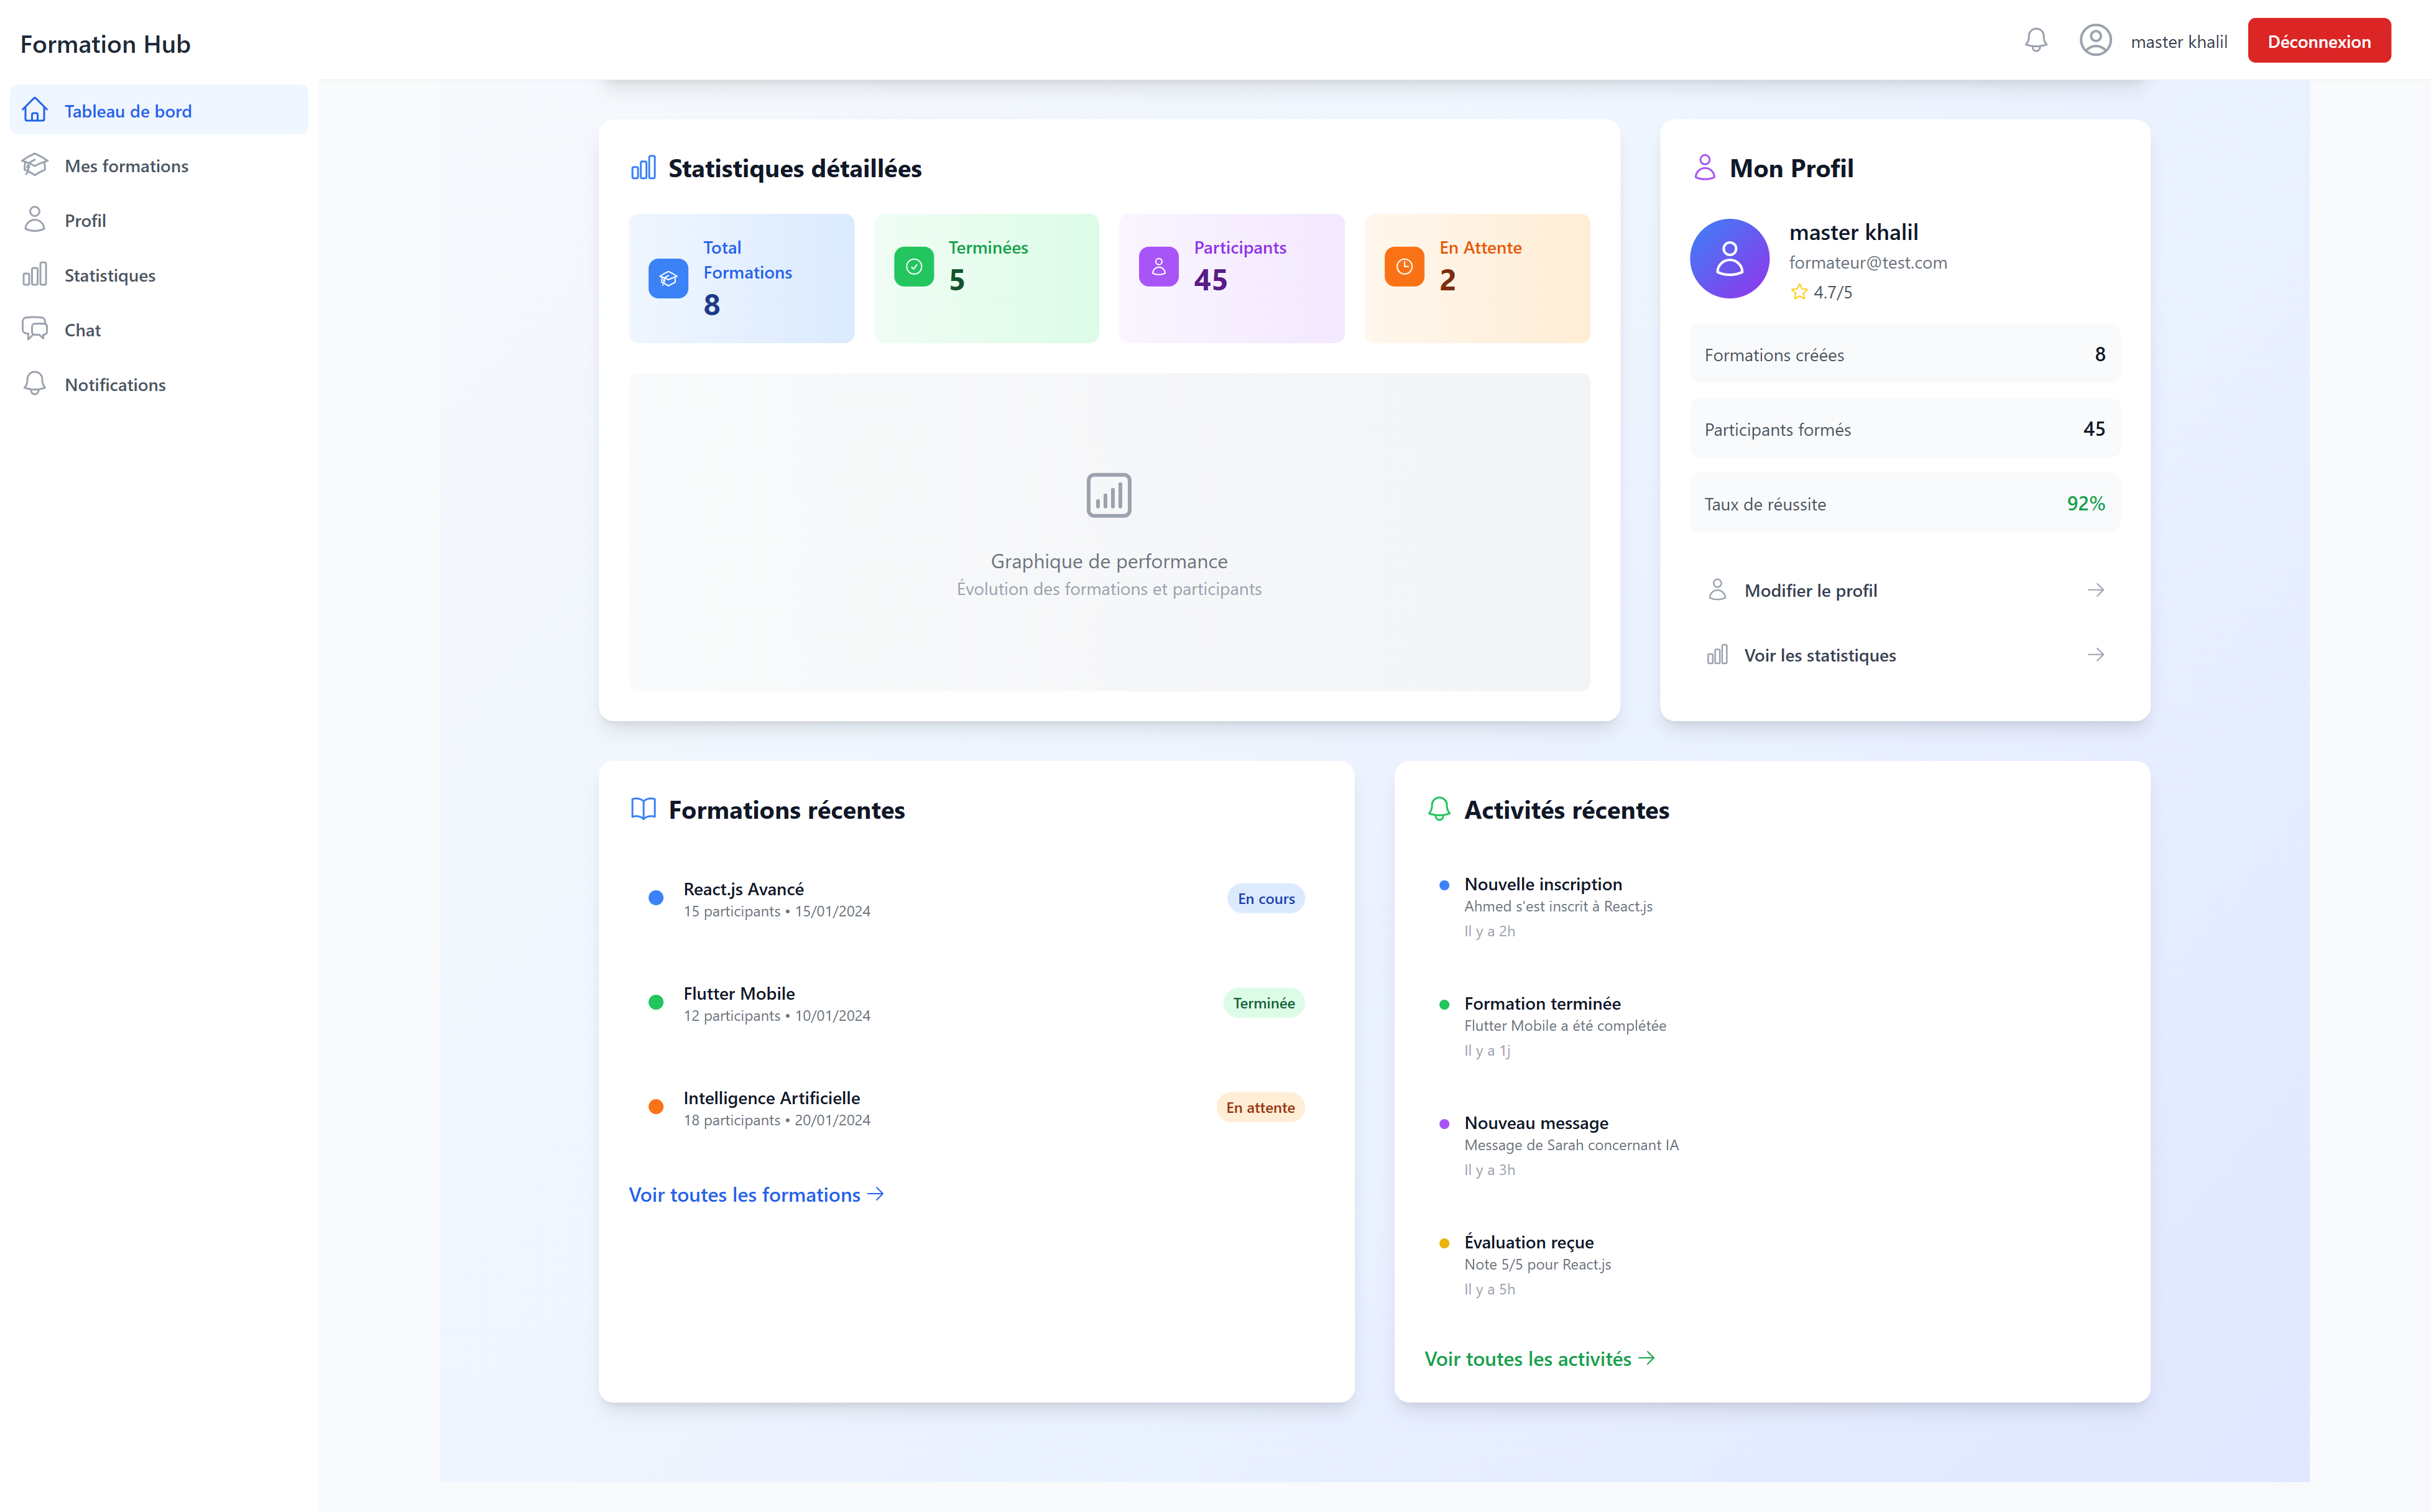 Formation Hub
master khalil
Déconnexion
Tableau de bord
Mes formations
Profil
Statistiques
Chat
Notifications
Statistiques détaillées
Total
Formations
8
Terminées
5
Participants
45
En Attente
2
Graphique de performance
Évolution des formations et participants
Mon Profil
master khalil
formateur@test.com
4.7/5
Formations créées 8
Participants formés 45
Taux de réussite 92%
Modifier le profil
Voir les statistiques
Formations récentes
React.js Avancé
15 participants • 15/01/2024
En cours
Flutter Mobile
12 participants • 10/01/2024
Terminée
Intelligence Artificielle
18 participants • 20/01/2024
En attente
Voir toutes les formations →
Activités récentes
Nouvelle inscription
Ahmed s'est inscrit à React.js
Il y a 2h
Formation terminée
Flutter Mobile a été complétée
Il y a 1j
Nouveau message
Message de Sarah concernant IA
Il y a 3h
Évaluation reçue
Note 5/5 pour React.js
Il y a 5h
Voir toutes les activités →